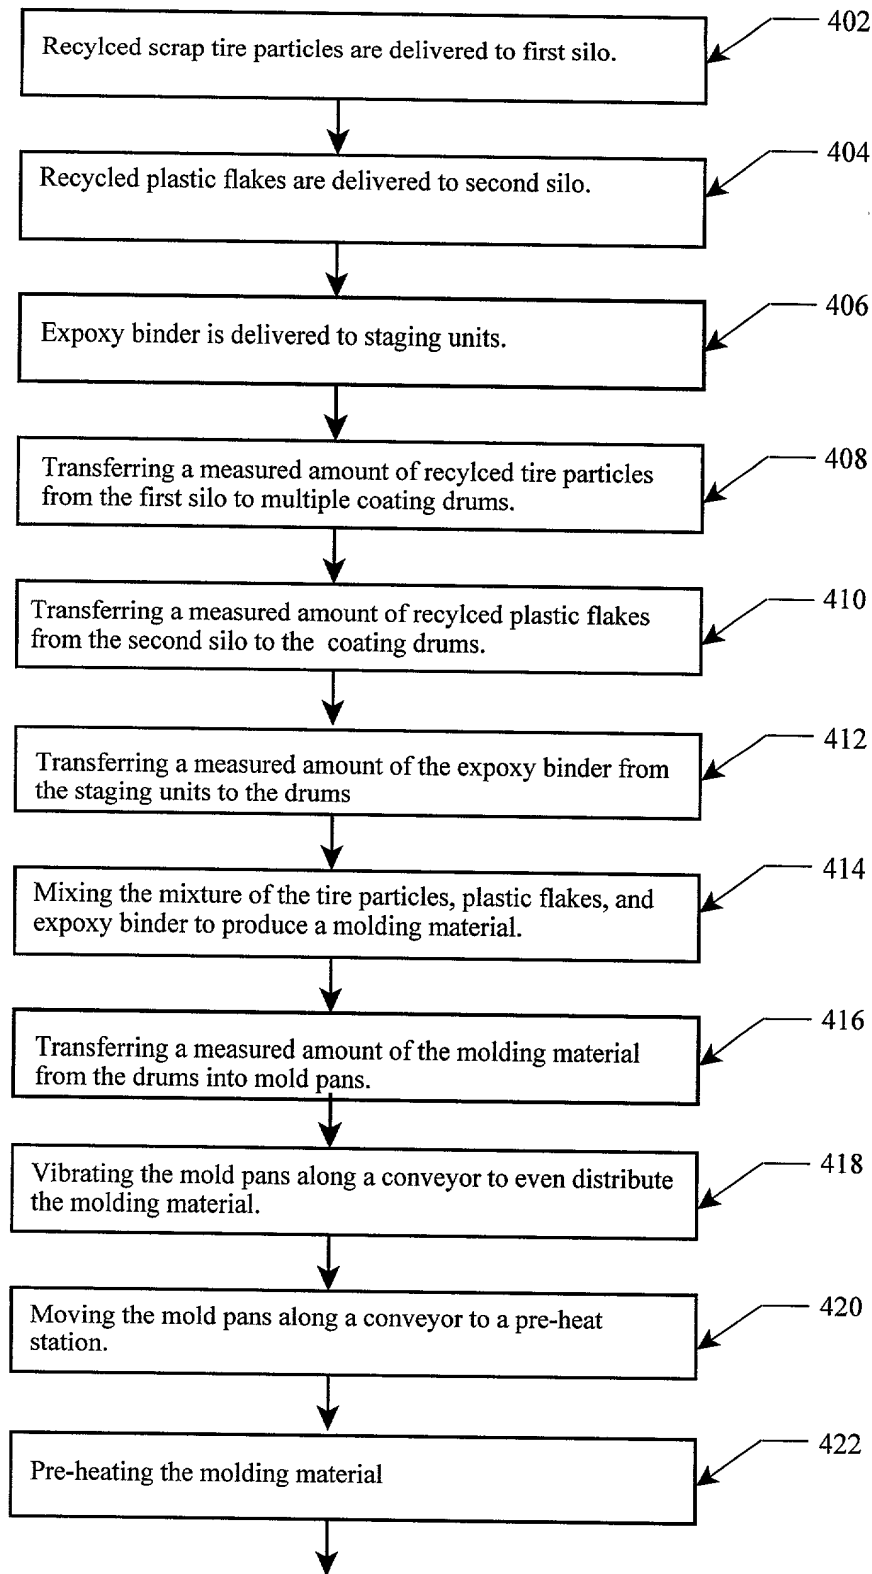 Recylced scrap tire particles are delivered to first silo.
402
Recycled plastic flakes are delivered to second silo.
404
Expoxy binder is delivered to staging units.
406
Transferring a measured amount of recylced tire particles
from the first silo to multiple coating drums.
408
Transferring a measured amount of recylced plastic flakes
from the second silo to the coating drums.
410
Transferring a measured amount of the expoxy binder from
the staging units to the drums
412
Mixing the mixture of the tire particles, plastic flakes, and
expoxy binder to produce a molding material.
414
Transferring a measured amount of the molding material
from the drums into mold pans.
416
Vibrating the mold pans along a conveyor to even distribute
the molding material.
418
Moving the mold pans along a conveyor to a pre-heat
station.
420
Pre-heating the molding material
422